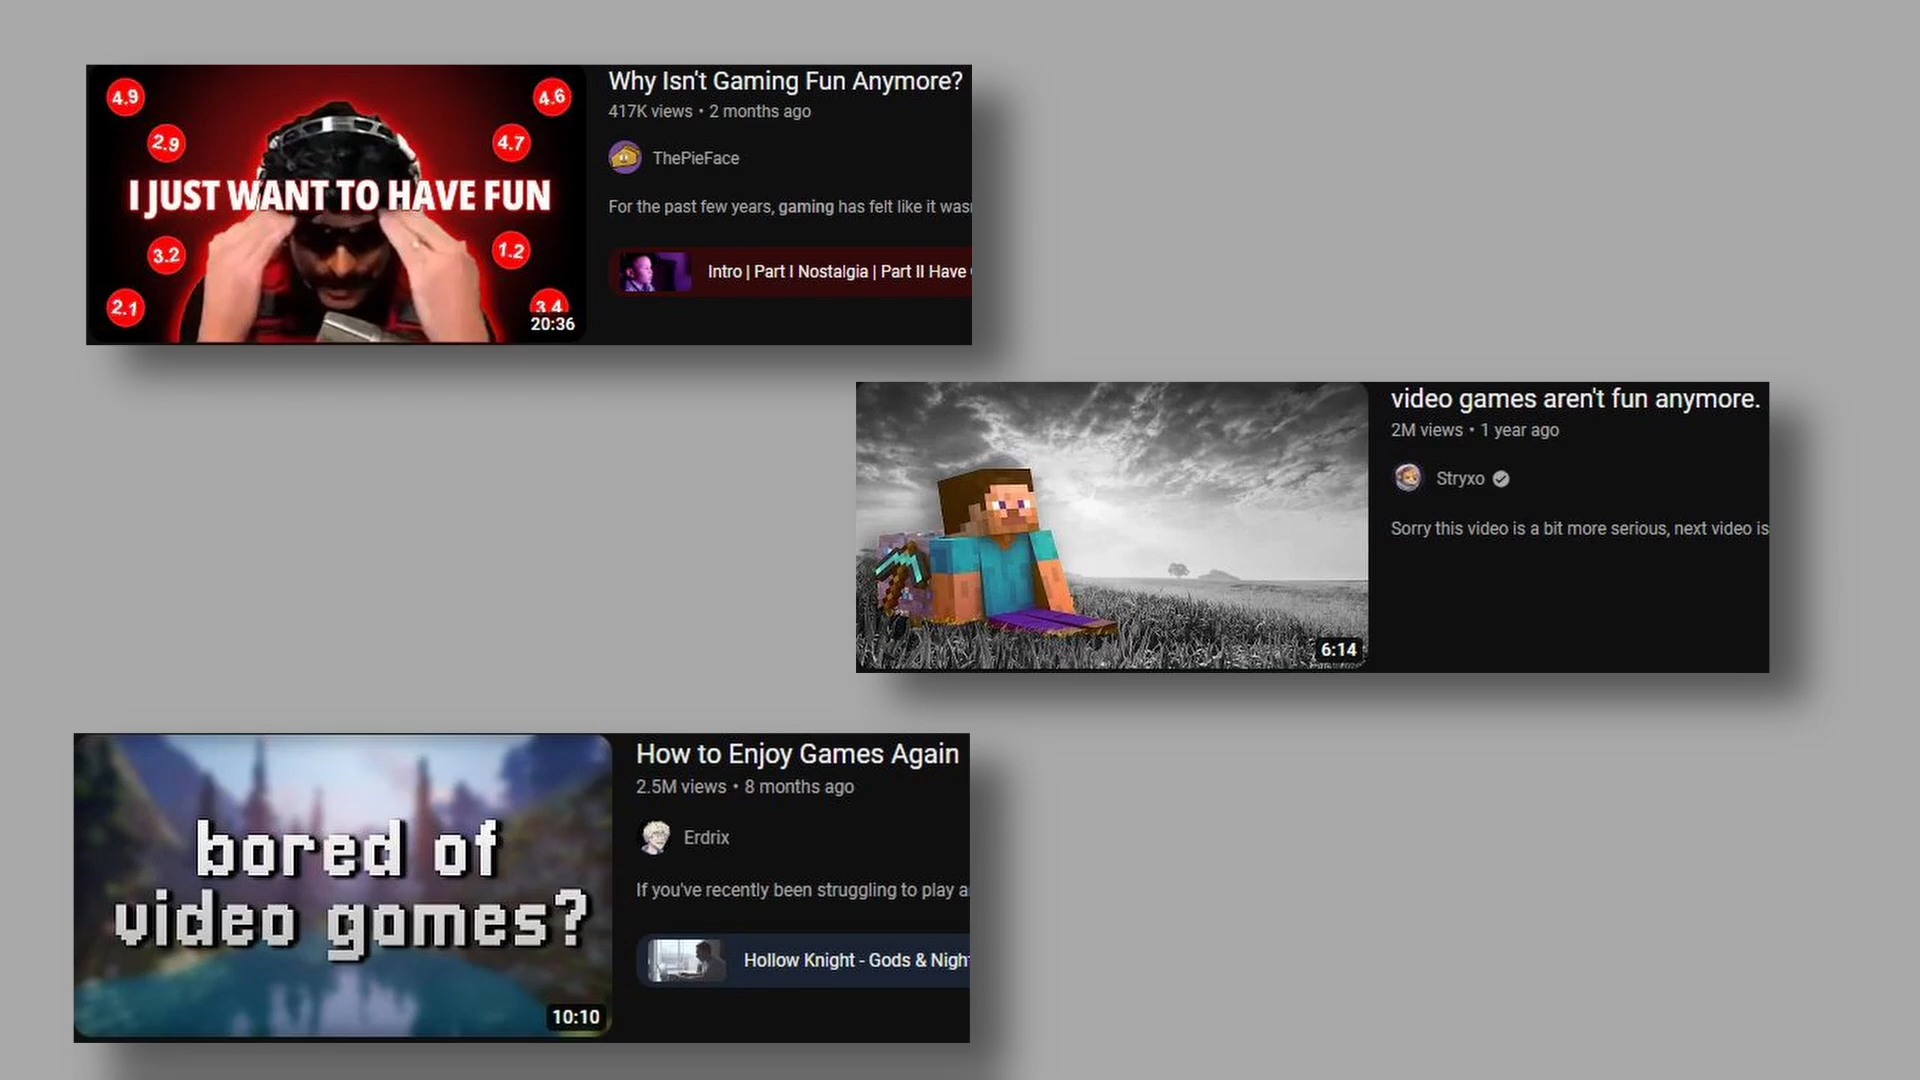 4.9
4.6
2.9
4.7
I JUST WANT TO HAVE FUN
3.2
1.2
2.1
3.4
20:36
Why Isn't Gaming Fun Anymore?
417K views • 2 months ago
ThePieFace
For the past few years, gaming has felt like it wasn
Intro | Part I Nostalgia | Part II Have
video games aren't fun anymore.
2M views • 1 year ago
Stryxo
Sorry this video is a bit more serious, next video is
6:14
bored of
video games?
10:10
How to Enjoy Games Again
2.5M views • 8 months ago
Erdrix
If you've recently been struggling to play a
Hollow Knight - Gods & Nigh